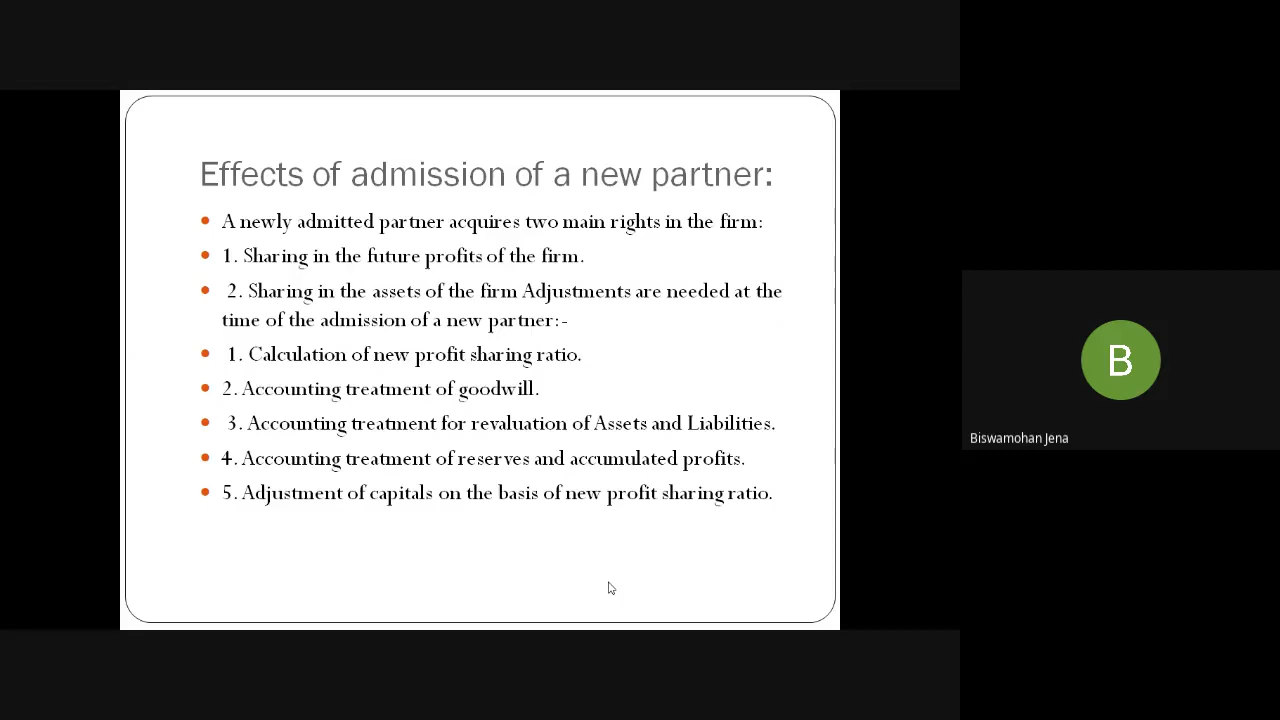 Effects of admission of a new partner:
A newly admitted partner acquires two main rights in the firm:
1. Sharing in the future profits of the firm.
2. Sharing in the assets of the firm Adjustments are needed at the
time of the admission of a new partner:-
1. Calculation of new profit sharing ratio.
2. Accounting treatment of goodwill.
3. Accounting treatment for revaluation of Assets and Liabilities.
4. Accounting treatment of reserves and accumulated profits.
5. Adjustment of capitals on the basis of new profit sharing ratio.
B
Biswamohan Jena